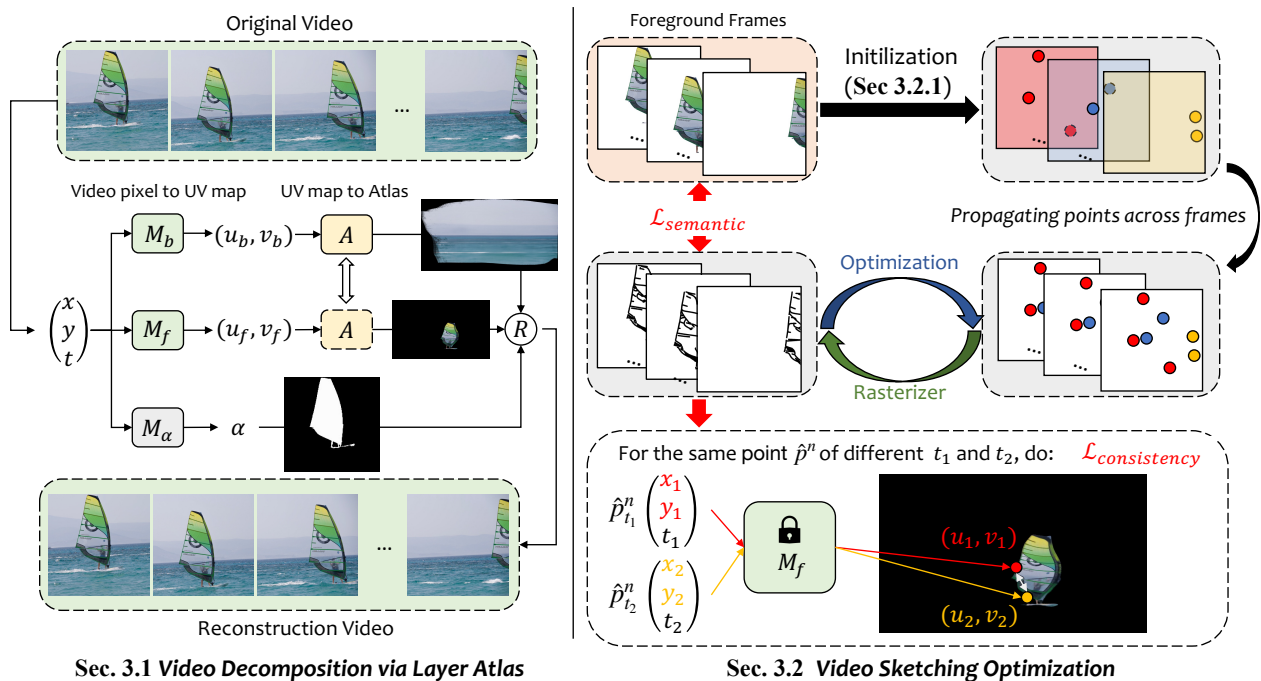 Original Video
...
Video pixel to UV map
UV map to Atlas
M_b
(u_b, v_b)
A
x
y
t
M_f
(u_f, v_f)
A
R
M_α
α
...
Reconstruction Video
Sec. 3.1 Video Decomposition via Layer Atlas
Foreground Frames
...
Initilization
(Sec 3.2.1)
...
ℒ_semantic
Propagating points across frames
...
Optimization
Rasterizer
...
For the same point p̂^n of different t_1 and t_2, do: ℒ_consistency
p̂^n_{t_1}
x_1
y_1
t_1
p̂^n_{t_2}
x_2
y_2
t_2
M_f
(u_1, v_1)
(u_2, v_2)
Sec. 3.2 Video Sketching Optimization